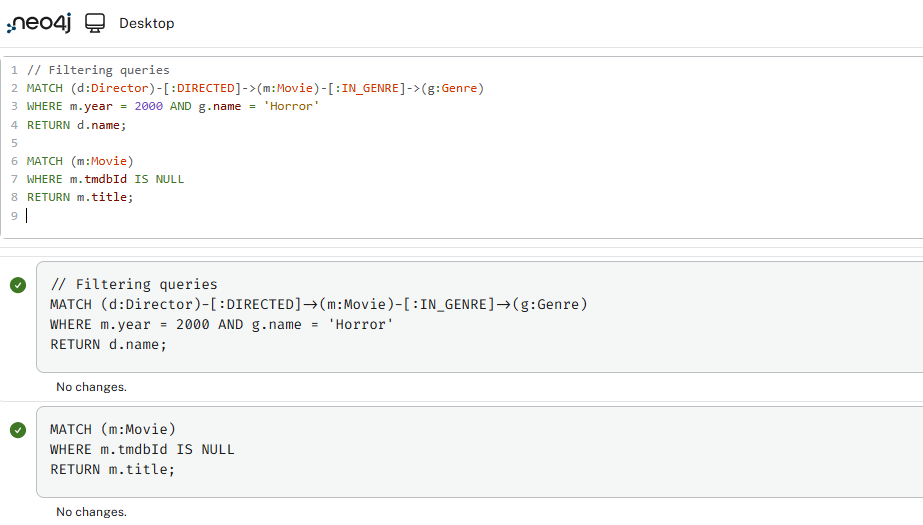 neo4j Desktop
1 // Filtering queries
2 MATCH (d:Director)-[:DIRECTED]->(m:Movie)-[:IN_GENRE]->(g:Genre)
3 WHERE m.year = 2000 AND g.name = 'Horror'
4 RETURN d.name;
5
6 MATCH (m:Movie)
7 WHERE m.tmdbId IS NULL
8 RETURN m.title;
9
// Filtering queries
MATCH (d:Director)-[:DIRECTED]->(m:Movie)-[:IN_GENRE]->(g:Genre)
WHERE m.year = 2000 AND g.name = 'Horror'
RETURN d.name;
No changes.
MATCH (m:Movie)
WHERE m.tmdbId IS NULL
RETURN m.title;
No changes.